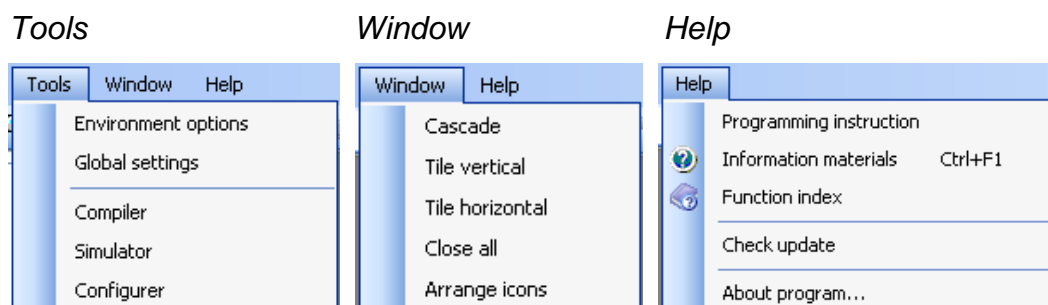 Tools
Window
Help
Tools Window Help
Environment options
Global settings
Compiler
Simulator
Configurer
Window Help
Cascade
Tile vertical
Tile horizontal
Close all
Arrange icons
Help
Programming instruction
Information materials Ctrl+F1
Function index
Check update
About program...